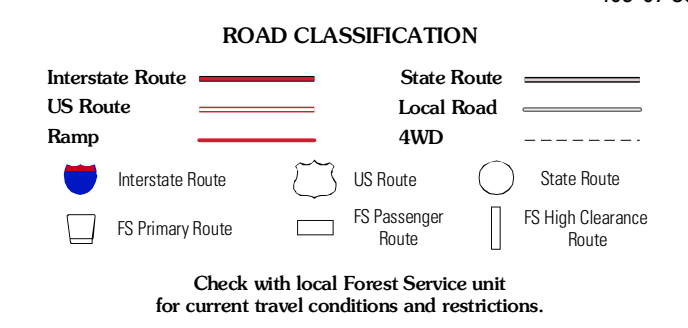 ROAD CLASSIFICATION
Interstate Route
State Route
US Route
Local Road
Ramp
4WD
Interstate Route
US Route
State Route
FS Primary Route
FS Passenger
Route
FS High Clearance
Route
Check with local Forest Service unit
for current travel conditions and restrictions.